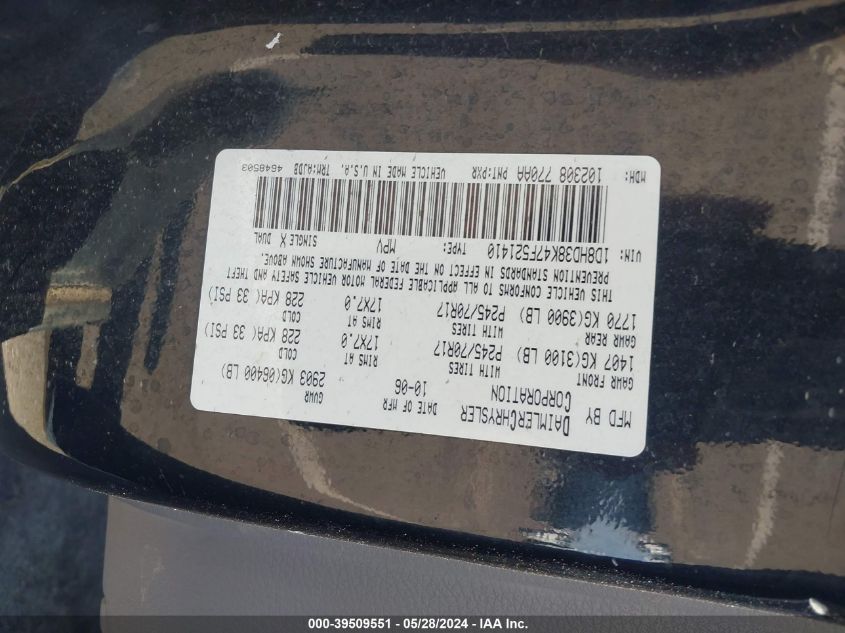 MFD BY DAIMLERCHRYSLER CORPORATION
DATE OF MFR 10-06
GVWR 2903 KG(06400 LB)
GAWR FRONT 1407 KG(3100 LB)
WITH TIRES P245/70R17
RIMS AT 17X7.0
COLD 228 KPA( 33 PSI)
GAWR REAR 1770 KG(3900 LB)
WITH TIRES P245/70R17
RIMS AT 17X7.0
COLD 228 KPA( 33 PSI)
THIS VEHICLE CONFORMS TO ALL APPLICABLE FEDERAL MOTOR VEHICLE SAFETY AND THEFT
PREVENTION STANDARDS IN EFFECT ON THE DATE OF MANUFACTURE SHOWN ABOVE.
VIN: 1D8HD38K47F521410 TYPE: MPV SINGLE X DUAL
MDH: 102308 770AA PNT:PXR VEHICLE MADE IN U.S.A. TRM:AJDB 4648503
000-39509551 - 05/28/2024 - IAA Inc.